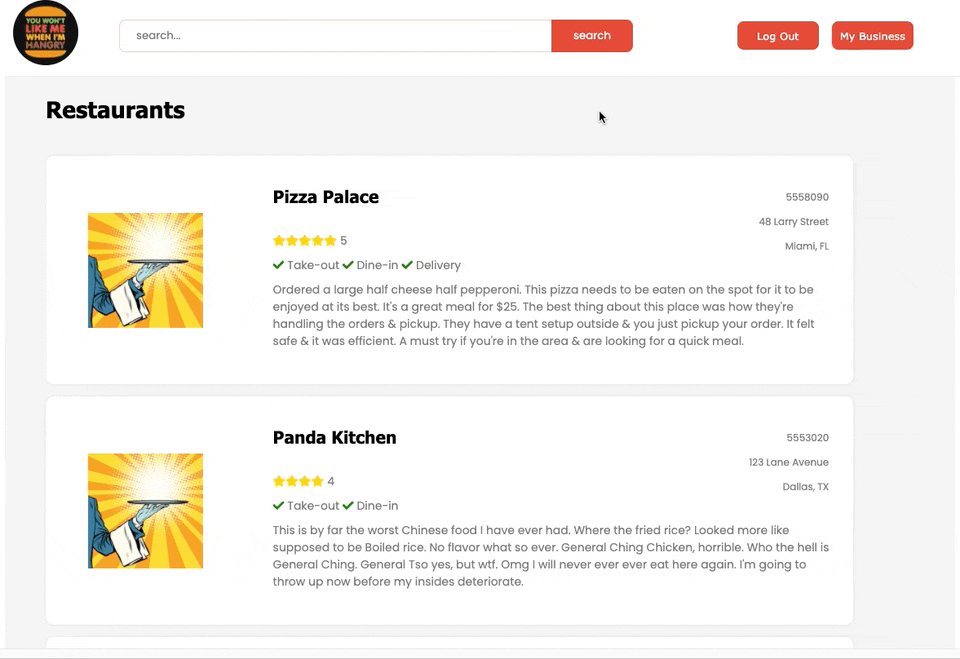 YOU WON'T
LIKE ME
WHEN I'M
HANGRY
search...
search
Log Out
My Business
Restaurants
Pizza Palace
5558090
48 Larry Street
Miami, FL
5
Take-out Dine-in Delivery
Ordered a large half cheese half pepperoni. This pizza needs to be eaten on the spot for it to be
enjoyed at its best. It's a great meal for $25. The best thing about this place was how they're
handling the orders & pickup. They have a tent setup outside & you just pickup your order. It felt
safe & it was efficient. A must try if you're in the area & are looking for a quick meal.
Panda Kitchen
5553020
123 Lane Avenue
Dallas, TX
4
Take-out Dine-in
This is by far the worst Chinese food I have ever had. Where the fried rice? Looked more like
supposed to be Boiled rice. No flavor what so ever. General Ching Chicken, horrible. Who the hell is
General Ching. General Tso yes, but wtf. Omg I will never ever ever eat here again. I'm going to
throw up now before my insides deteriorate.